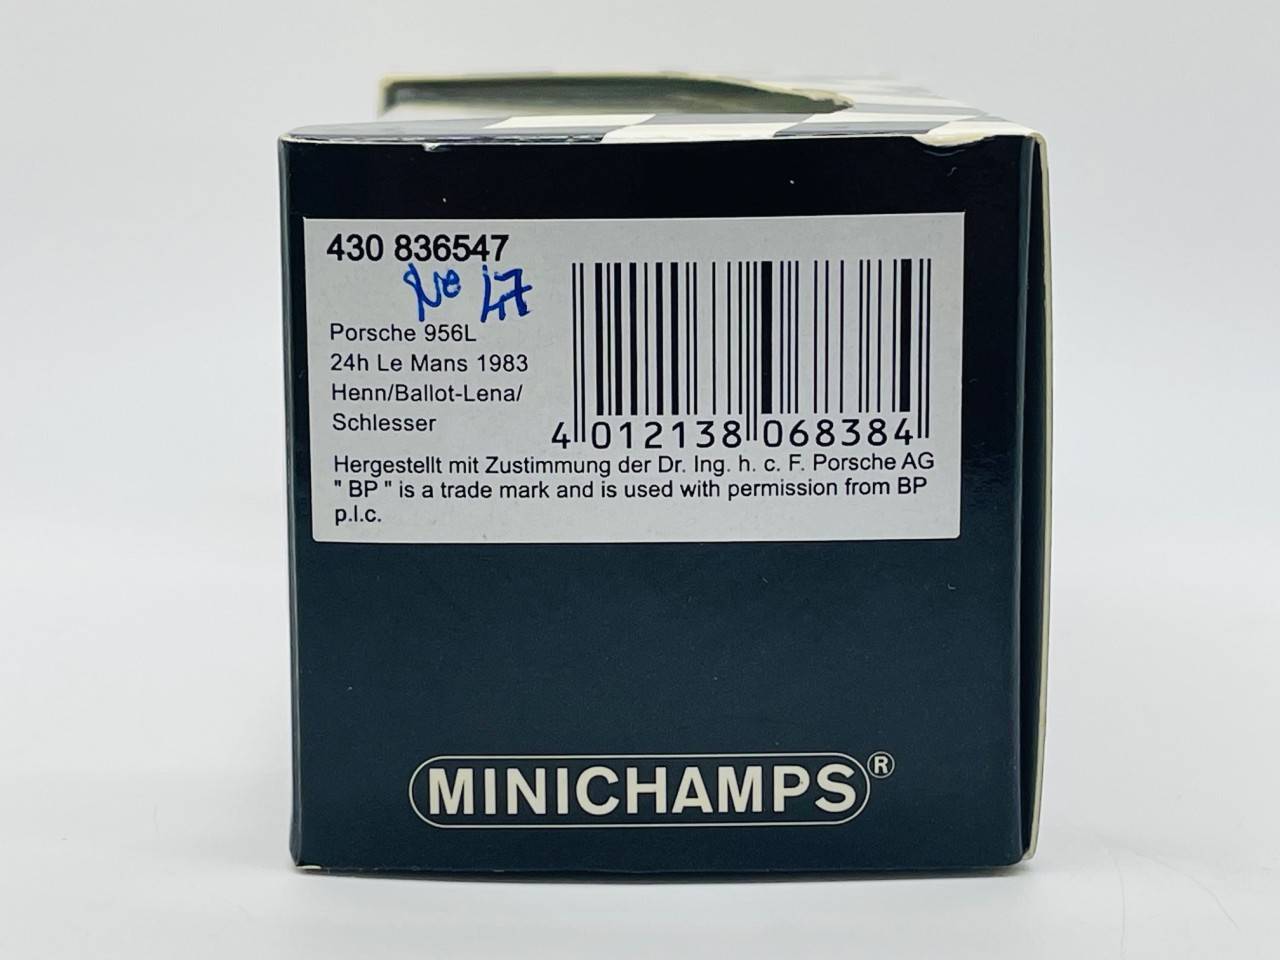 430 836547
№ 47
Porsche 956L
24h Le Mans 1983
Henn/Ballot-Lena/
Schlesser
4 012138 068384
Hergestellt mit Zustimmung der Dr. Ing. h. c. F. Porsche AG
" BP " is a trade mark and is used with permission from BP
p.l.c.
MINICHAMPS®